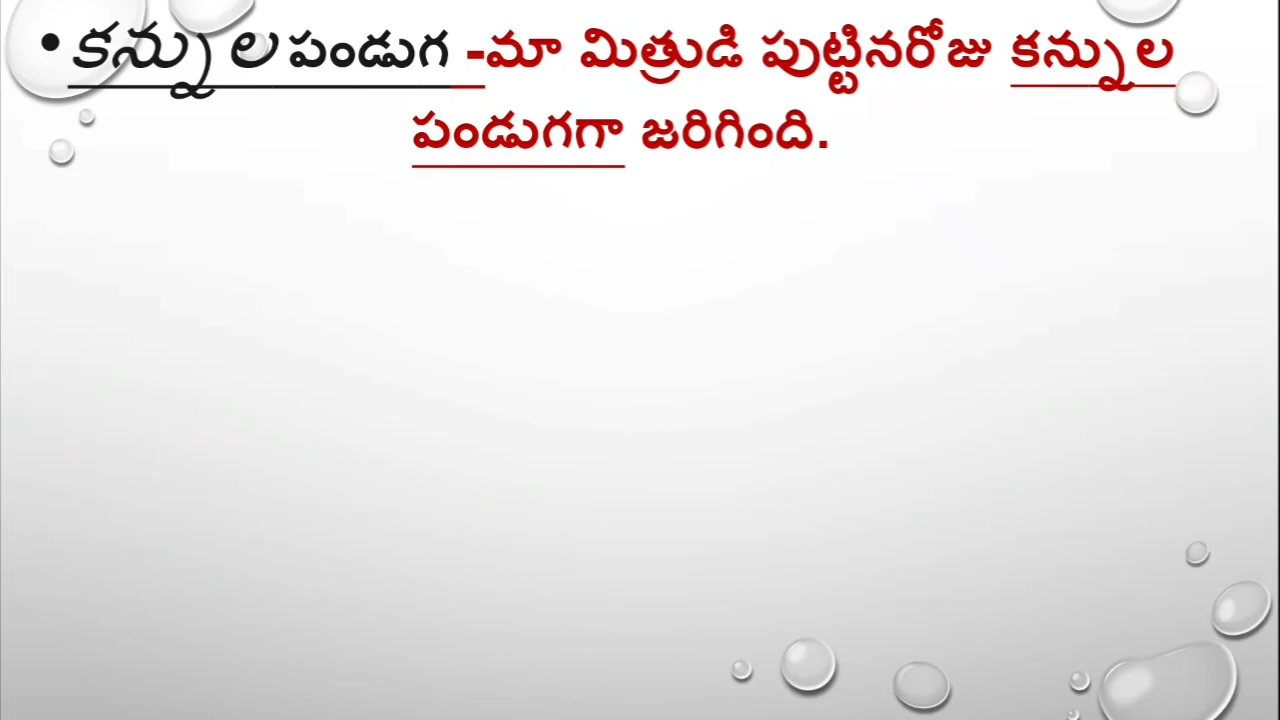 • కన్నుల పండుగ -మా మిత్రుడి పుట్టినరోజు కన్నుల
పండుగగా జరిగింది.